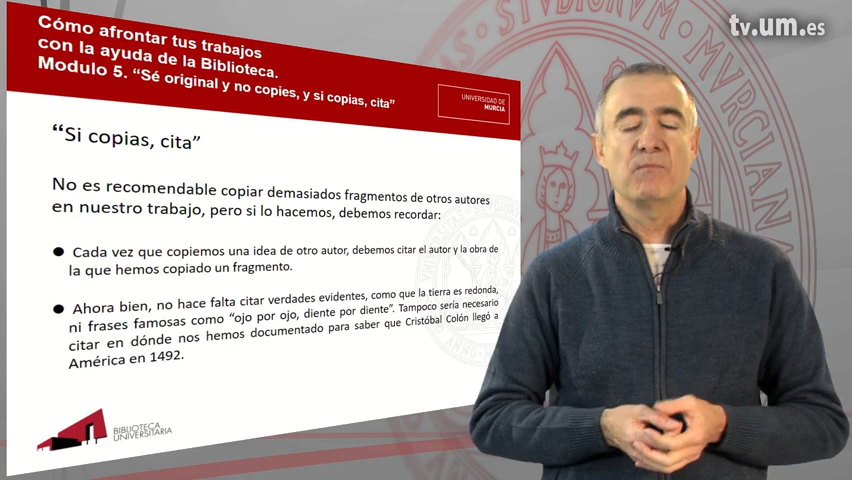 Cómo afrontar tus trabajos
con la ayuda de la Biblioteca.
Modulo 5. “Sé original y no copies, y si copias, cita”
UNIVERSIDAD DE
MURCIA
tv.um.es
“Si copias, cita”
No es recomendable copiar demasiados fragmentos de otros autores
en nuestro trabajo, pero si lo hacemos, debemos recordar:
● Cada vez que copiemos una idea de otro autor, debemos citar el autor y la obra de
la que hemos copiado un fragmento.
● Ahora bien, no hace falta citar verdades evidentes, como que la tierra es redonda,
ni frases famosas como “ojo por ojo, diente por diente”. Tampoco sería necesario
citar en dónde nos hemos documentado para saber que Cristóbal Colón llegó a
América en 1492.
BIBLIOTECA
UNIVERSITARIA